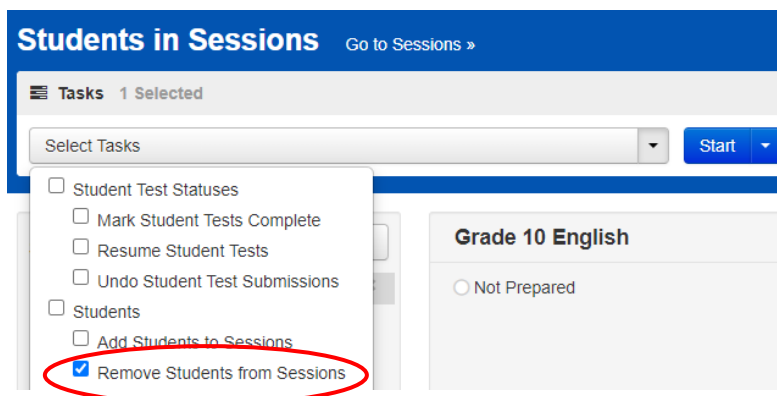 Students in Sessions Go to Sessions »
Tasks 1 Selected
Select Tasks Start
Student Test Statuses
Mark Student Tests Complete
Resume Student Tests
Undo Student Test Submissions
Students
Add Students to Sessions
Remove Students from Sessions
Grade 10 English
Not Prepared